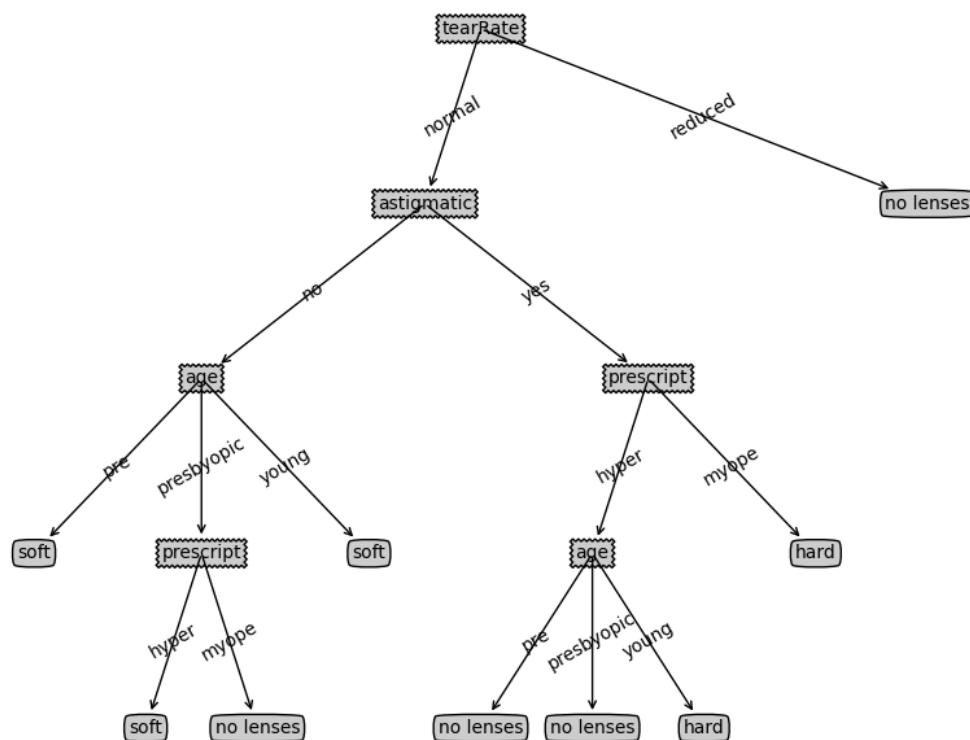 tearRate
normal
reduced
astigmatic
no lenses
no
yes
age
prescript
pre
presbyopic
young
hyper
myope
soft
prescript
soft
age
hard
hyper
myope
pre
presbyopic
young
soft
no lenses
no lenses
no lenses
hard